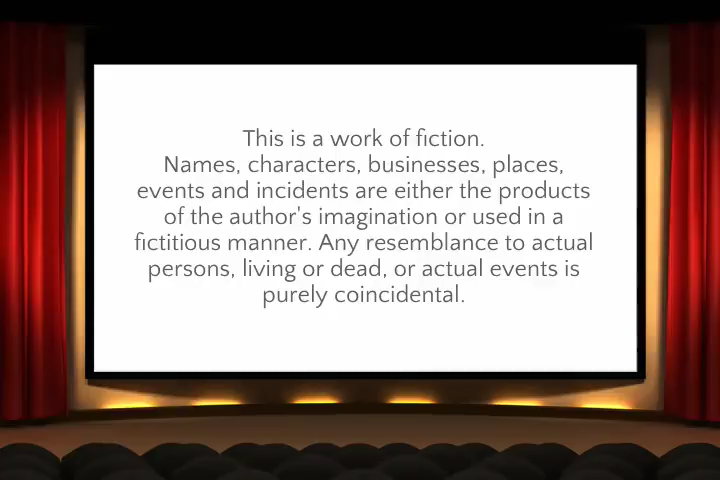 This is a work of fiction.
Names, characters, businesses, places,
events and incidents are either the products
of the author's imagination or used in a
fictitious manner. Any resemblance to actual
persons, living or dead, or actual events is
purely coincidental.